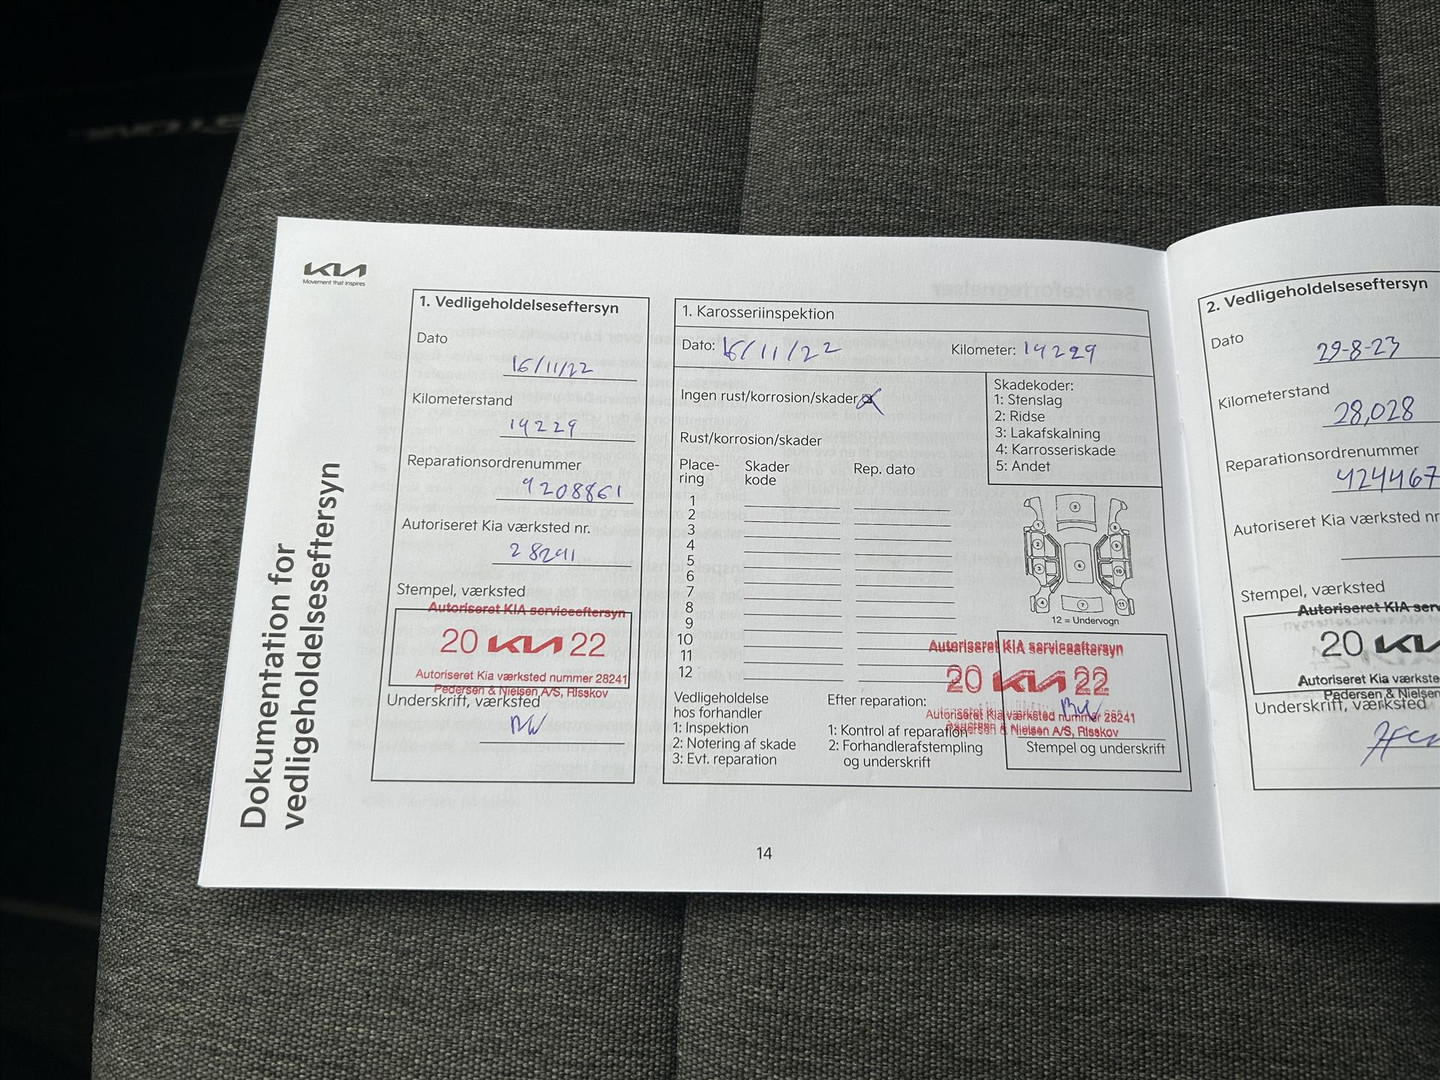 KIA
Movement that inspires
Dokumentation for
vedligeholdelseseftersyn
1. Vedligeholdelseseftersyn
Dato
16/11/22
Kilometerstand
14229
Reparationsordrenummer
4208861
Autoriseret Kia værksted nr.
28241
Stempel, værksted
Autoriseret KIA serviceeftersyn
20 KIA 22
Autoriseret Kia værksted nummer 28241
Pedersen & Nielsen A/S, Risskov
Underskrift, værksted
1. Karosseriinspektion
Dato: 16/11/22
Kilometer: 14229
Ingen rust/korrosion/skader
Rust/korrosion/skader
Place-
ring
Skader
kode
Rep. dato
1
2
3
4
5
6
7
8
9
10
11
12
Skadekoder:
1: Stenslag
2: Ridse
3: Lakafskalning
4: Karrosseriskade
5: Andet
12 = Undervogn
Vedligeholdelse
hos forhandler
1: Inspektion
2: Notering af skade
3: Evt. reparation
Efter reparation:
1: Kontrol af reparation
2: Forhandlerafstempling
og underskrift
Autoriseret KIA serviceeftersyn
20 KIA 22
Autoriseret Kia værksted nummer 28241
Pedersen & Nielsen A/S, Risskov
Stempel og underskrift
14
2. Vedligeholdelseseftersyn
Dato
29-8-23
Kilometerstand
28,028
Reparationsordrenummer
424467
Autoriseret Kia værksted nr
Stempel, værksted
Autoriseret KIA serv
20 KI
Autoriseret Kia værkste
Pedersen & Nielsen
Underskrift, værksted